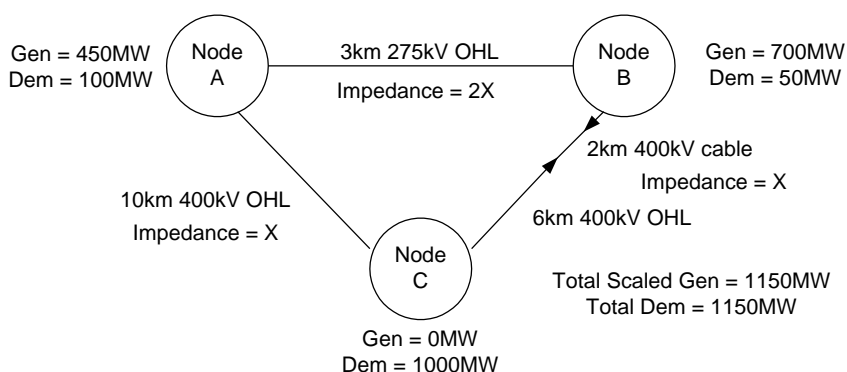 Gen = 450MW
Dem = 100MW
Node
A
3km 275kV OHL
Impedance = 2X
Node
B
Gen = 700MW
Dem = 50MW
2km 400kV cable
Impedance = X
10km 400kV OHL
Impedance = X
6km 400kV OHL
Node
C
Total Scaled Gen = 1150MW
Total Dem = 1150MW
Gen = 0MW
Dem = 1000MW